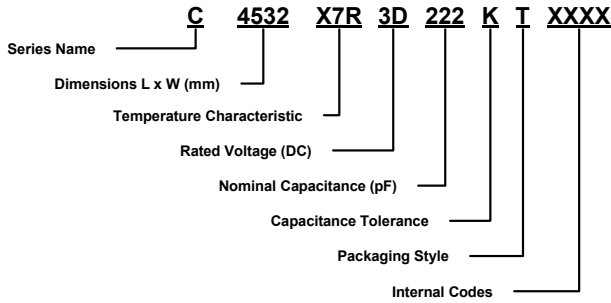 C 4532 X7R 3D 222 K T XXXX
Series Name
Dimensions L x W (mm)
Temperature Characteristic
Rated Voltage (DC)
Nominal Capacitance (pF)
Capacitance Tolerance
Packaging Style
Internal Codes